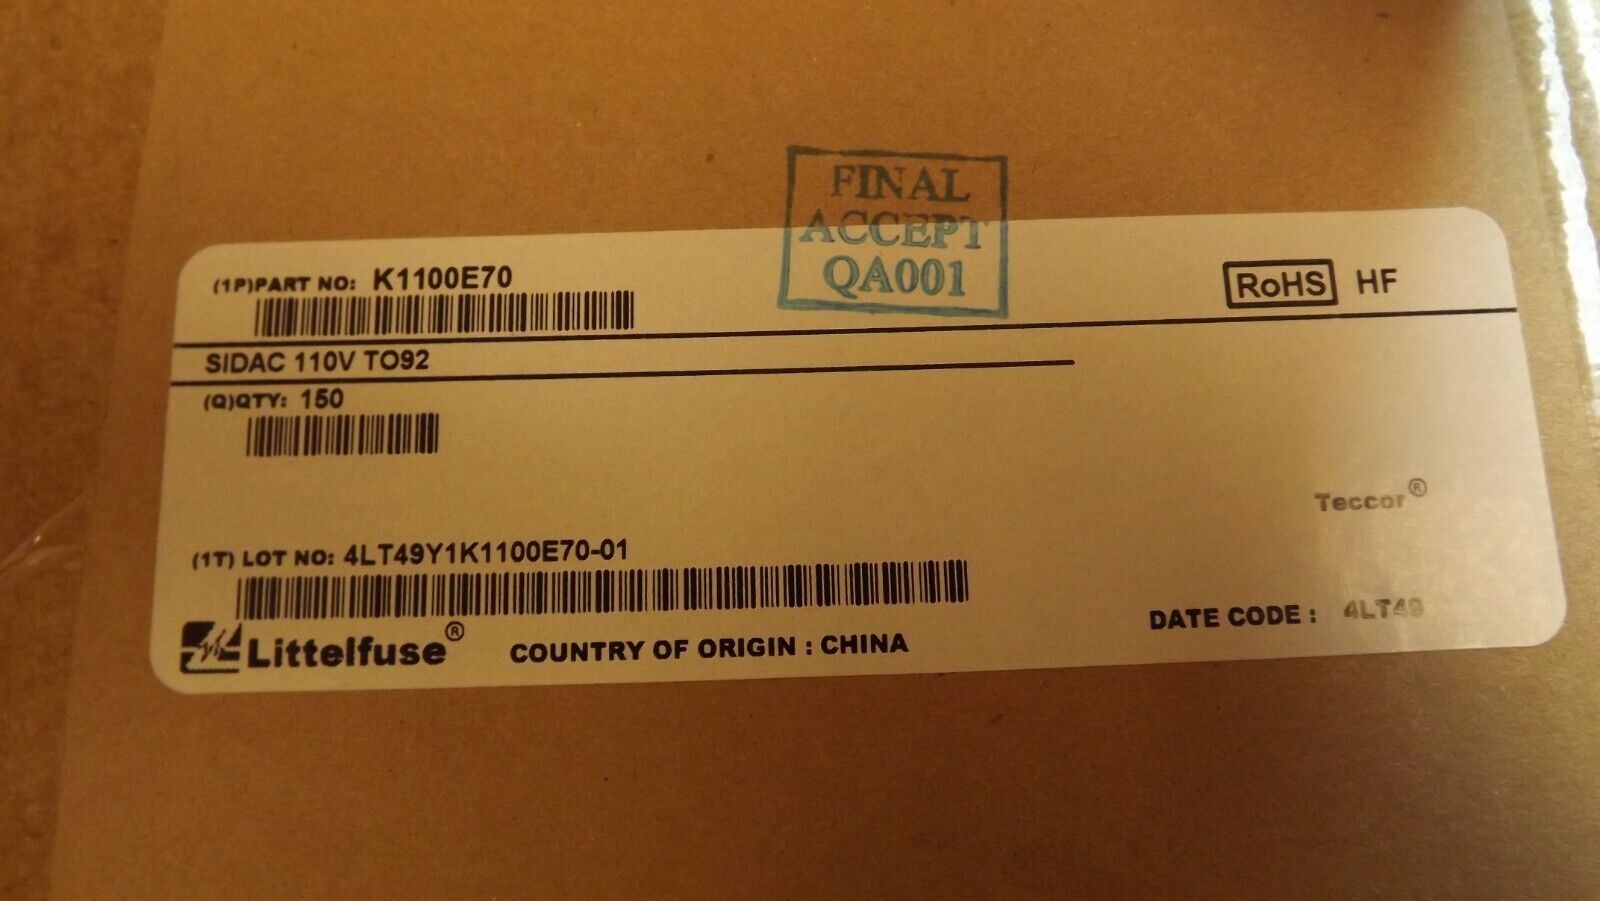 FINAL
ACCEPT
QA001
(1P)PART NO: K1100E70
RoHS HF
SIDAC 110V TO92
(Q)QTY: 150
Teccor®
(1T) LOT NO: 4LT49Y1K1100E70-01
Littelfuse®
COUNTRY OF ORIGIN : CHINA
DATE CODE : 4LT49